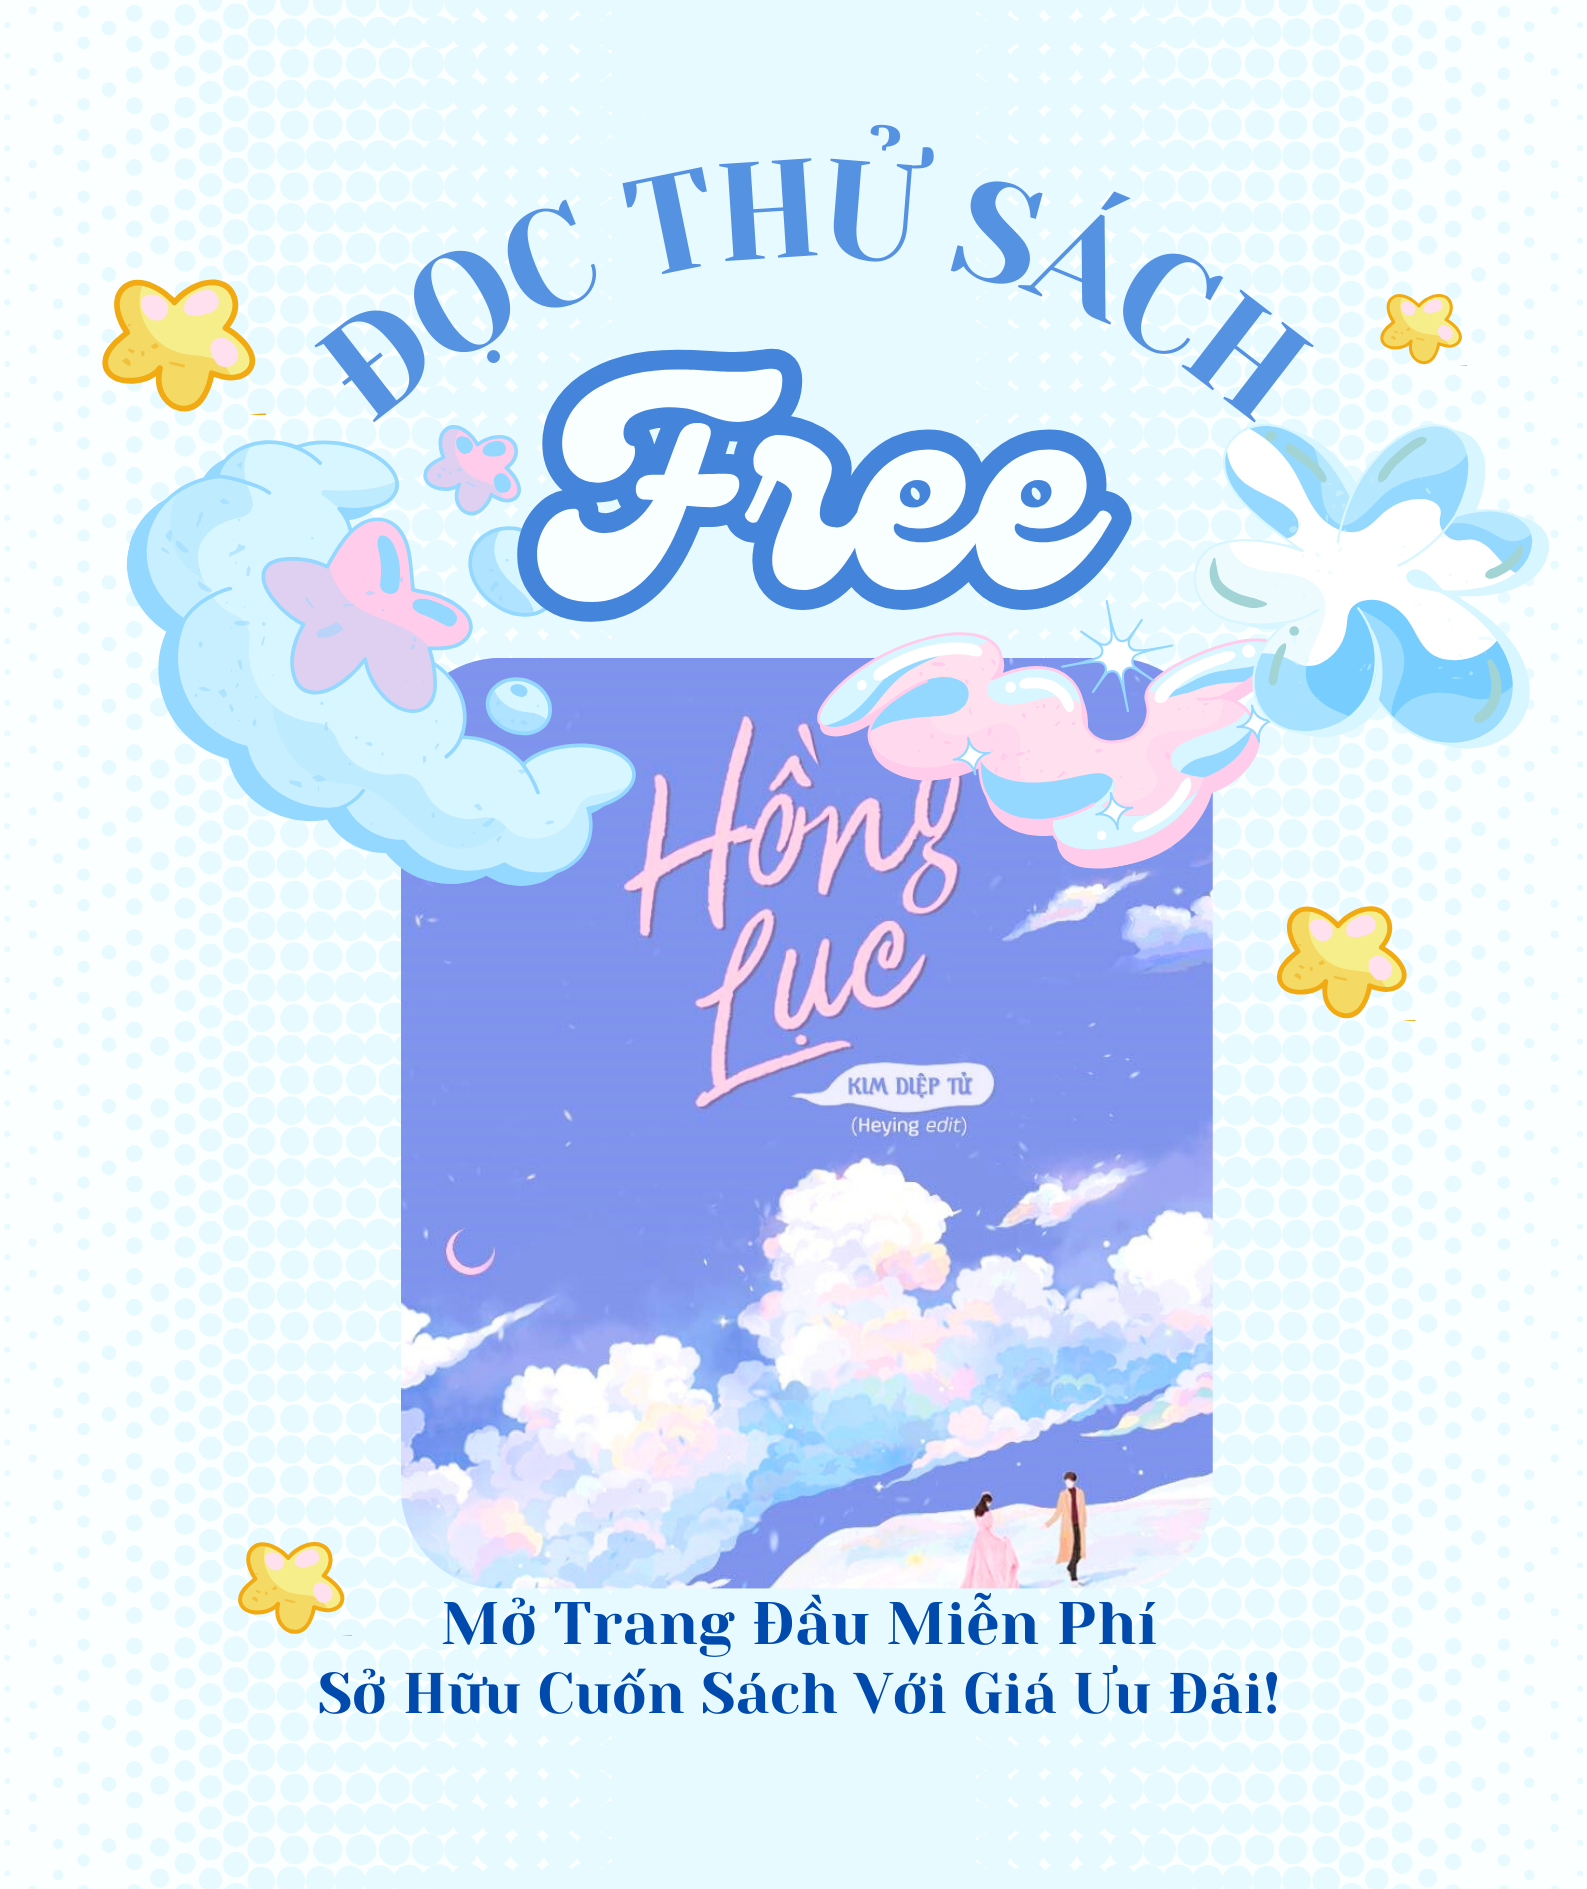 ĐỌC THỬ SÁCH
Free
Hồng
Lục
KIM DIỆP TỬ
(Heying edit)
Mở Trang Đầu Miễn Phí
Sở Hữu Cuốn Sách Với Giá Ưu Đãi!